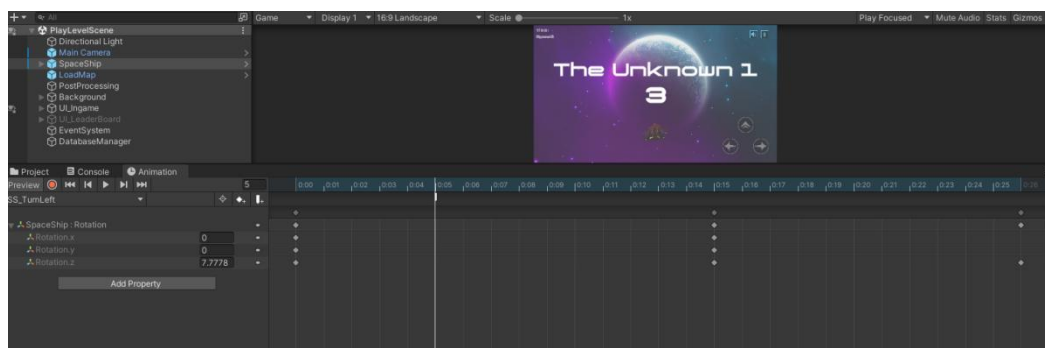 All
Game Display 1 16:9 Landscape Scale 1x Play Focused Mute Audio Stats Gizmos
PlayLevelScene
Directional Light
Main Camera
SpaceShip
LoadMap
PostProcessing
Background
UI_Ingame
UI_LeaderBoard
EventSystem
DatabaseManager
The Unknown 1
3
Project Console Animation
Preview 5
0:00 0:01 0:02 0:03 0:04 0:05 0:06 0:07 0:08 0:09 0:10 0:11 0:12 0:13 0:14 0:15 0:16 0:17 0:18 0:19 0:20 0:21 0:22 0:23 0:24 0:25 0:26
SS_TurnLeft
SpaceShip : Rotation
Rotation.x 0
Rotation.y 0
Rotation.z 7.7778
Add Property